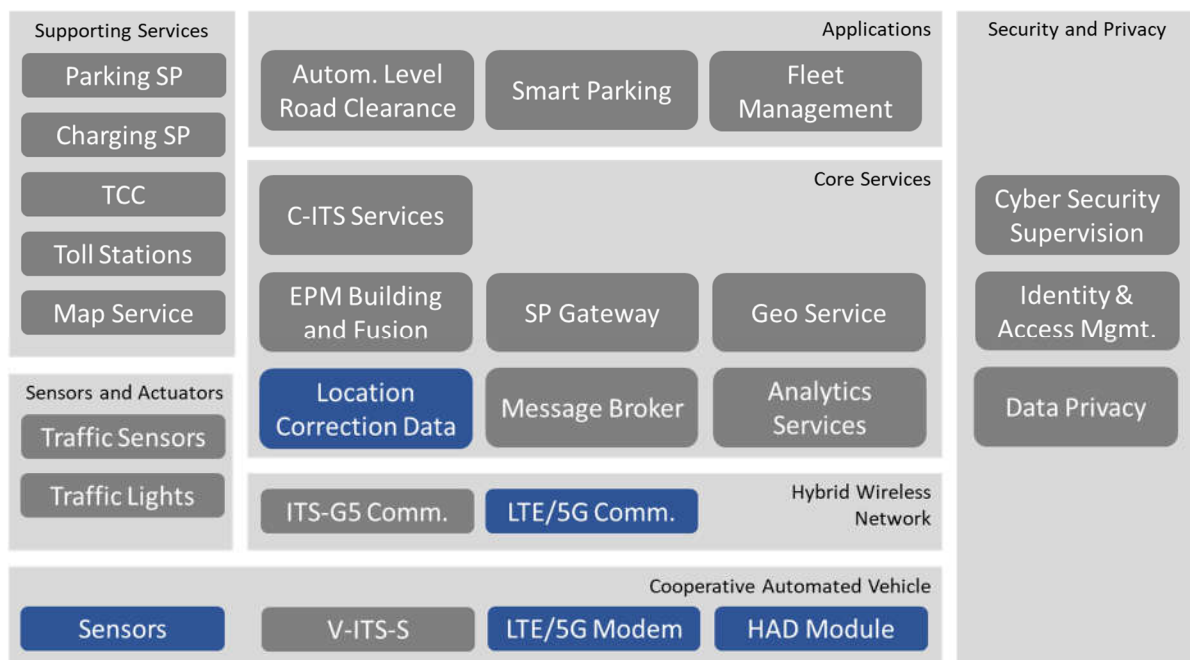 Supporting Services
Parking SP
Charging SP
TCC
Toll Stations
Map Service
Sensors and Actuators
Traffic Sensors
Traffic Lights
Applications
Autom. Level
Road Clearance
Smart Parking
Fleet
Management
Core Services
C-ITS Services
EPM Building
and Fusion
SP Gateway
Geo Service
Location
Correction Data
Message Broker
Analytics
Services
Hybrid Wireless
Network
ITS-G5 Comm.
LTE/5G Comm.
Security and Privacy
Cyber Security
Supervision
Identity &
Access Mgmt.
Data Privacy
Cooperative Automated Vehicle
Sensors
V-ITS-S
LTE/5G Modem
HAD Module